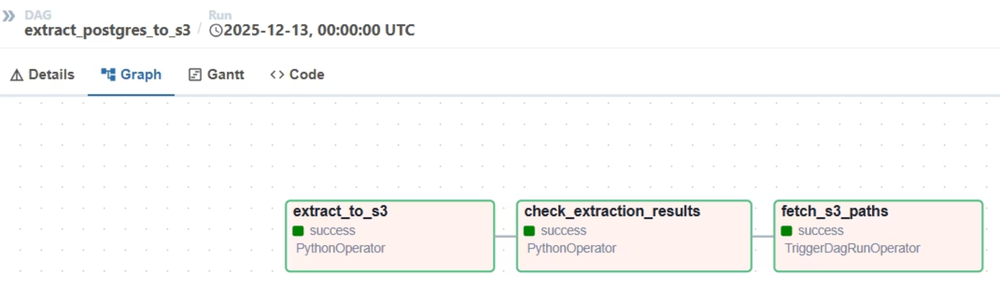 DAG
extract_postgres_to_s3 / 2025-12-13, 00:00:00 UTC
Run
Details Graph Gantt Code
extract_to_s3
success
PythonOperator
check_extraction_results
success
PythonOperator
fetch_s3_paths
success
TriggerDagRunOperator